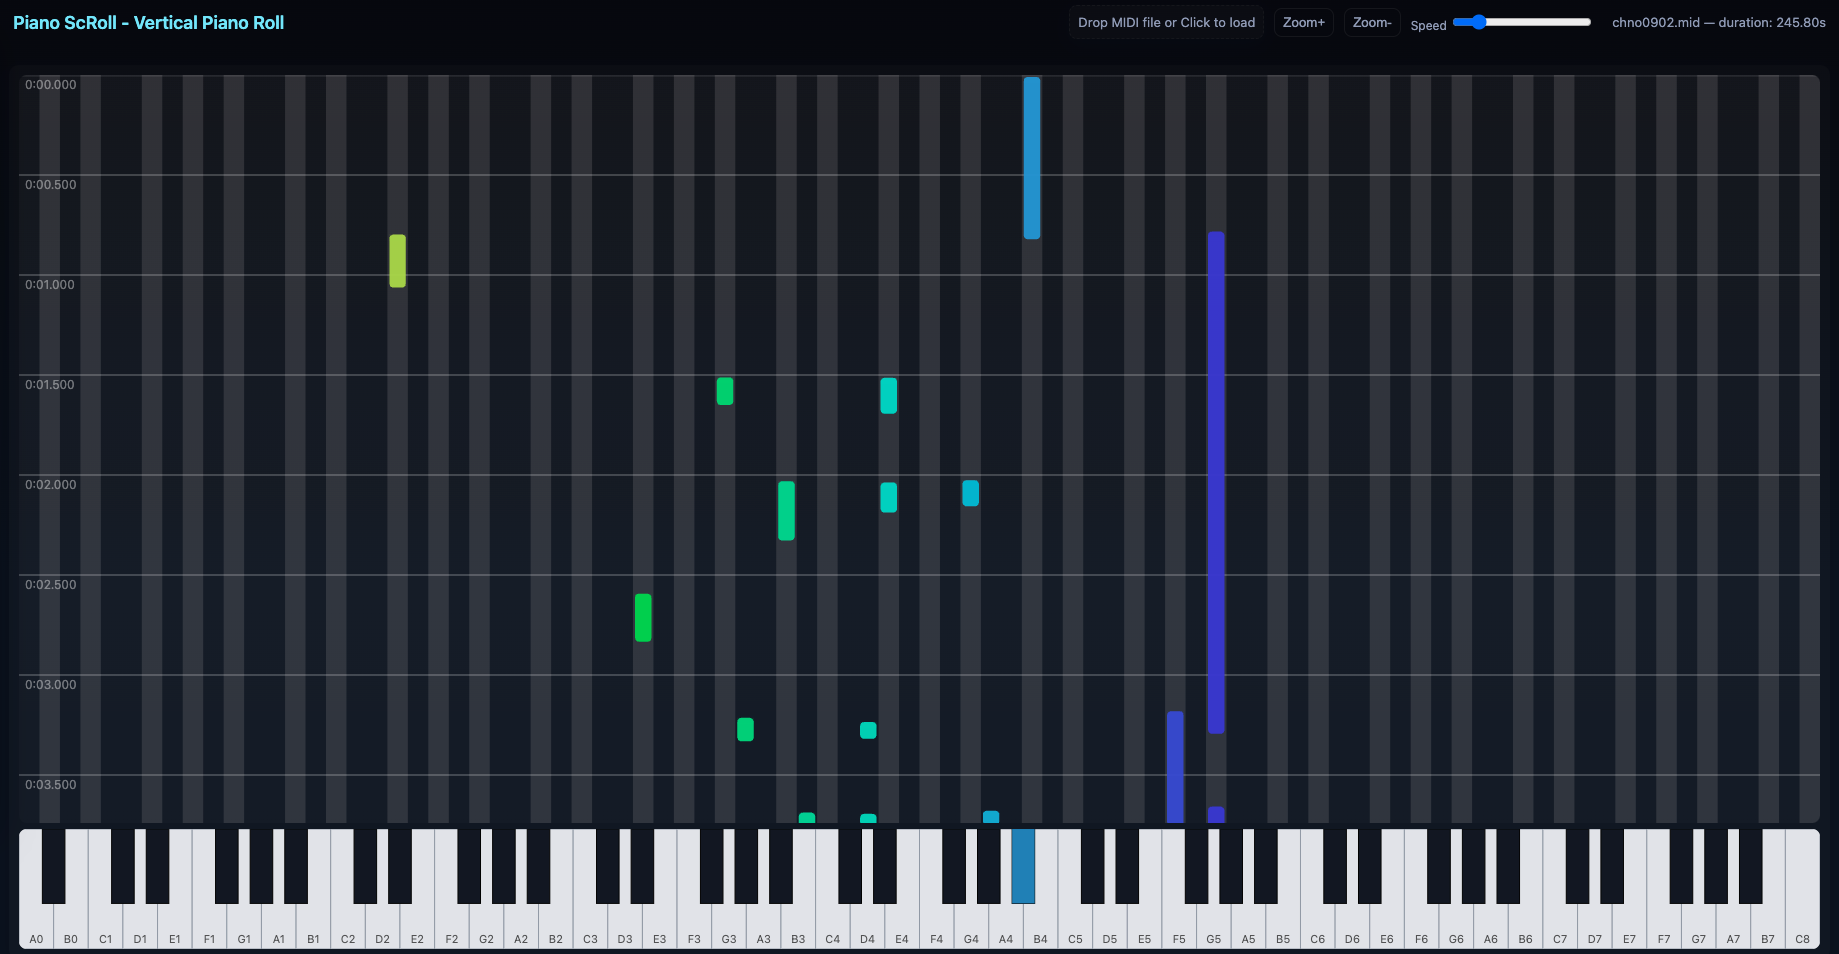 Piano ScRoll - Vertical Piano Roll
Drop MIDI file or Click to load
Zoom+
Zoom-
Speed
chno0902.mid — duration: 245.80s
0:00.000
0:00.500
0:01.000
0:01.500
0:02.000
0:02.500
0:03.000
0:03.500
A0 B0 C1 D1 E1 F1 G1 A1 B1 C2 D2 E2 F2 G2 A2 B2 C3 D3 E3 F3 G3 A3 B3 C4 D4 E4 F4 G4 A4 B4 C5 D5 E5 F5 G5 A5 B5 C6 D6 E6 F6 G6 A6 B6 C7 D7 E7 F7 G7 A7 B7 C8